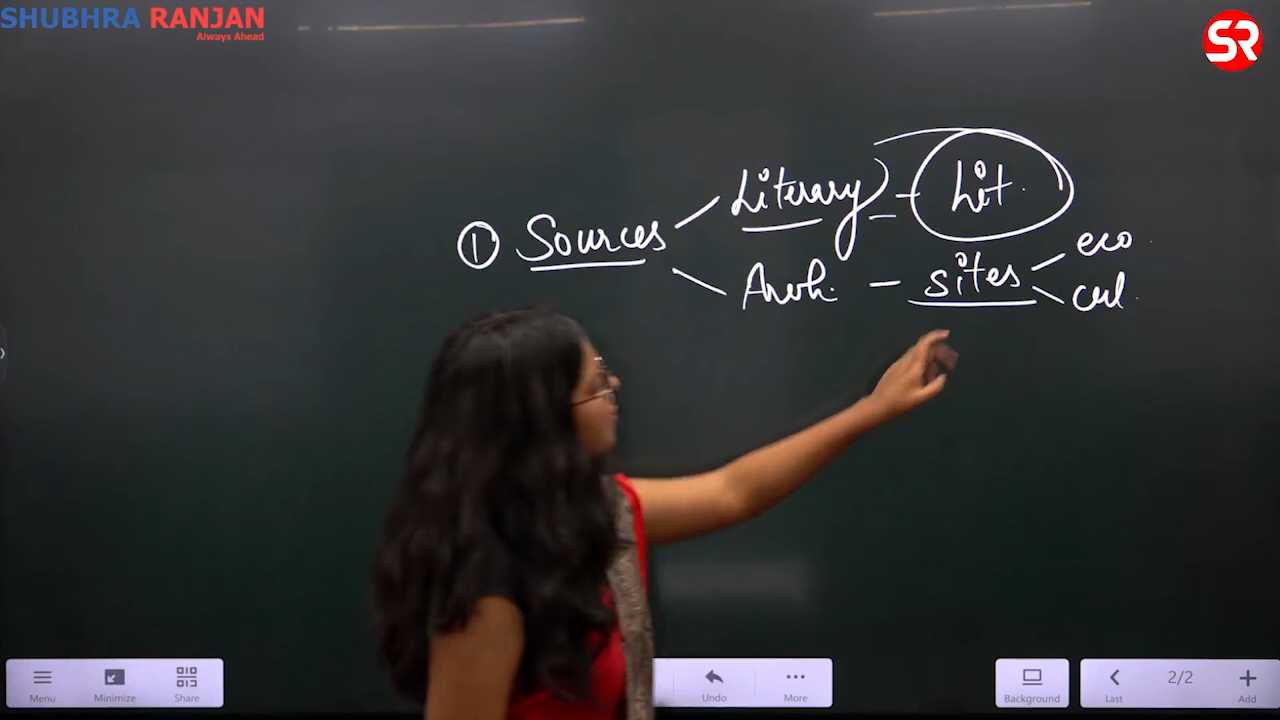 SHUBHRA RANJAN
Always Ahead
SR
① Sources
Literary - Lit.
Arch. - sites
eco
cul.
Menu
Minimize
Share
Undo
More
Background
Last
2/2
Add